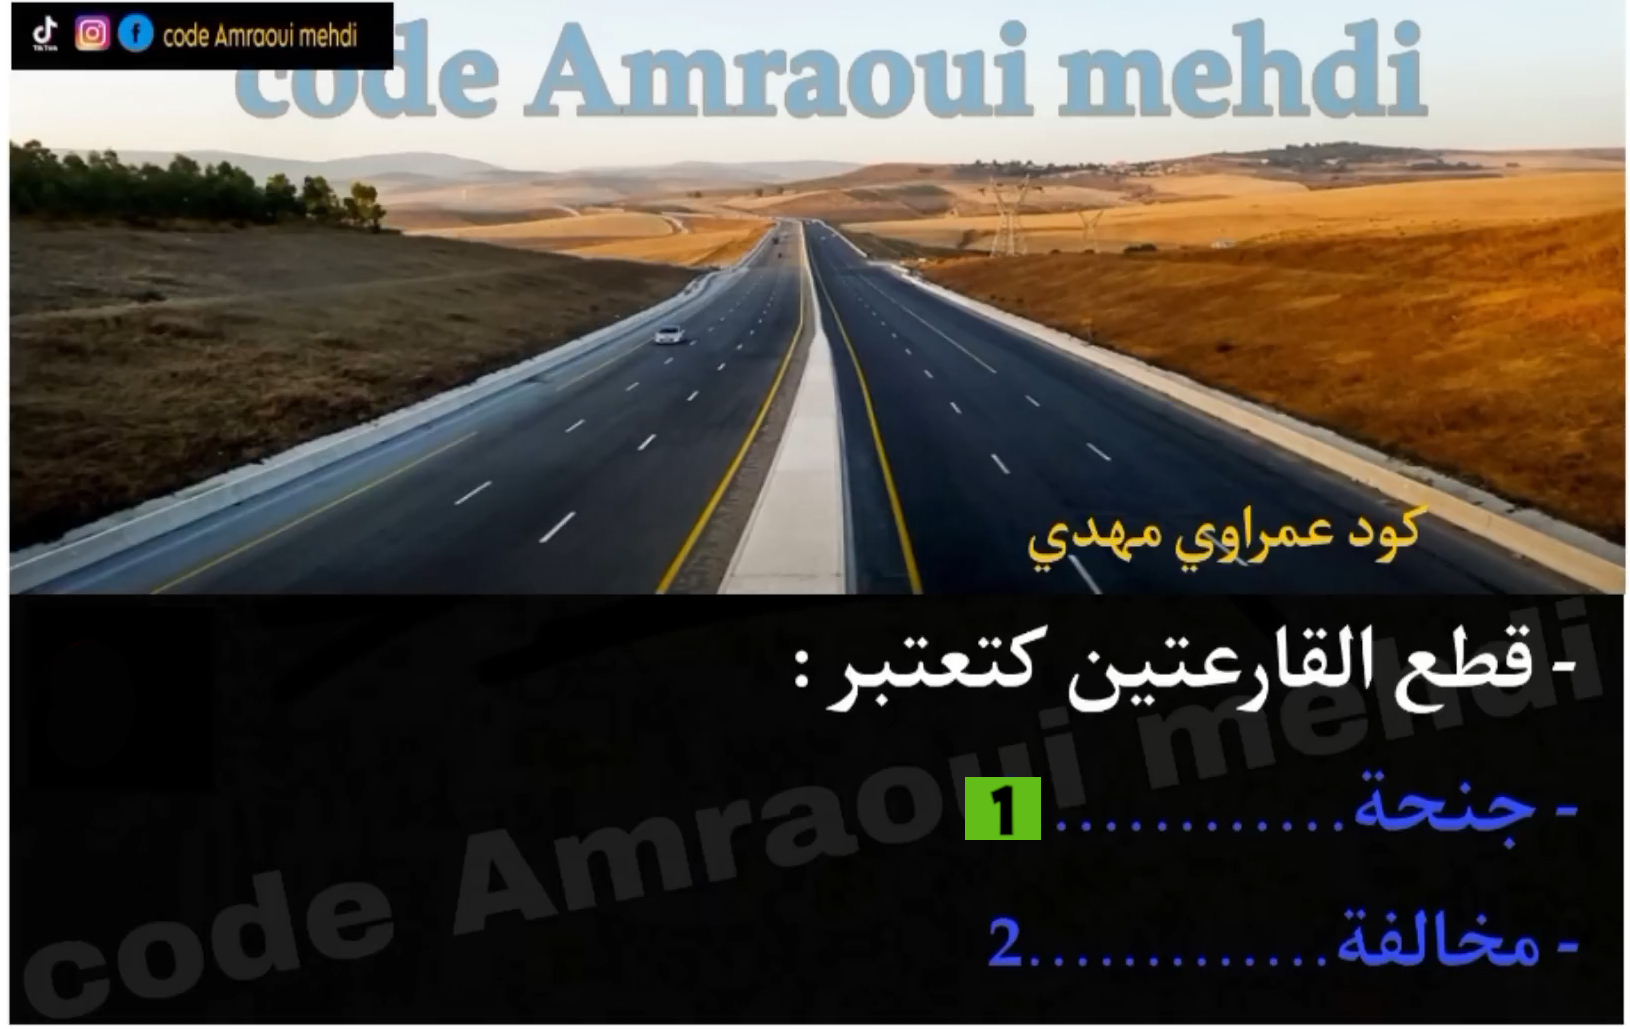 TikTok
code Amraoui mehdi
code Amraoui mehdi
كود عمراوي مهدي
- قطع القارعتين كتعتبر :
- جنحة............ 1
- مخالفة.............2
code Amraoui mehdi